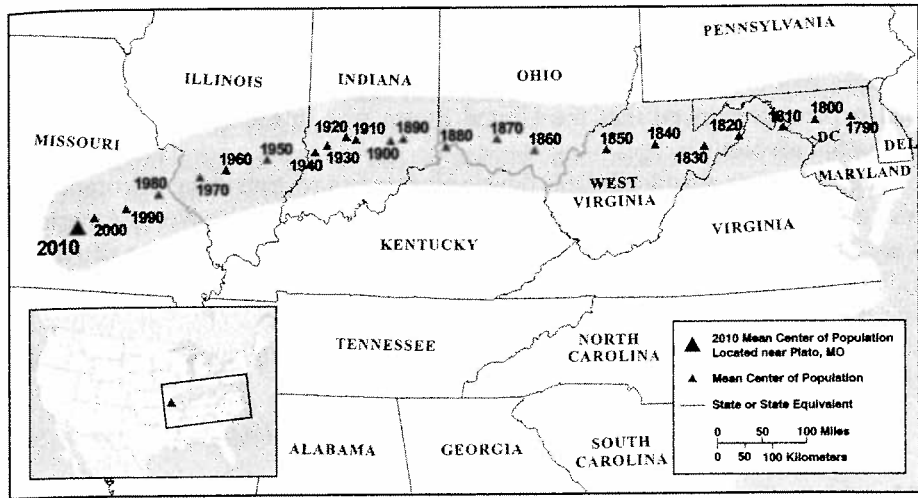 PENNSYLVANIA
ILLINOIS
INDIANA
OHIO
MISSOURI
1920
1910
1890
1880
1870
1860
1850
1840
1820
1810
1800
1790
DC
DEL
MARYLAND
1960
1950
1940
1930
1900
1830
1980
1970
WEST
VIRGINIA
1990
2000
2010
KENTUCKY
VIRGINIA
TENNESSEE
NORTH
CAROLINA
ALABAMA
GEORGIA
SOUTH
CAROLINA
2010 Mean Center of Population
Located near Plato, MO
Mean Center of Population
State or State Equivalent
0 50 100 Miles
0 50 100 Kilometers